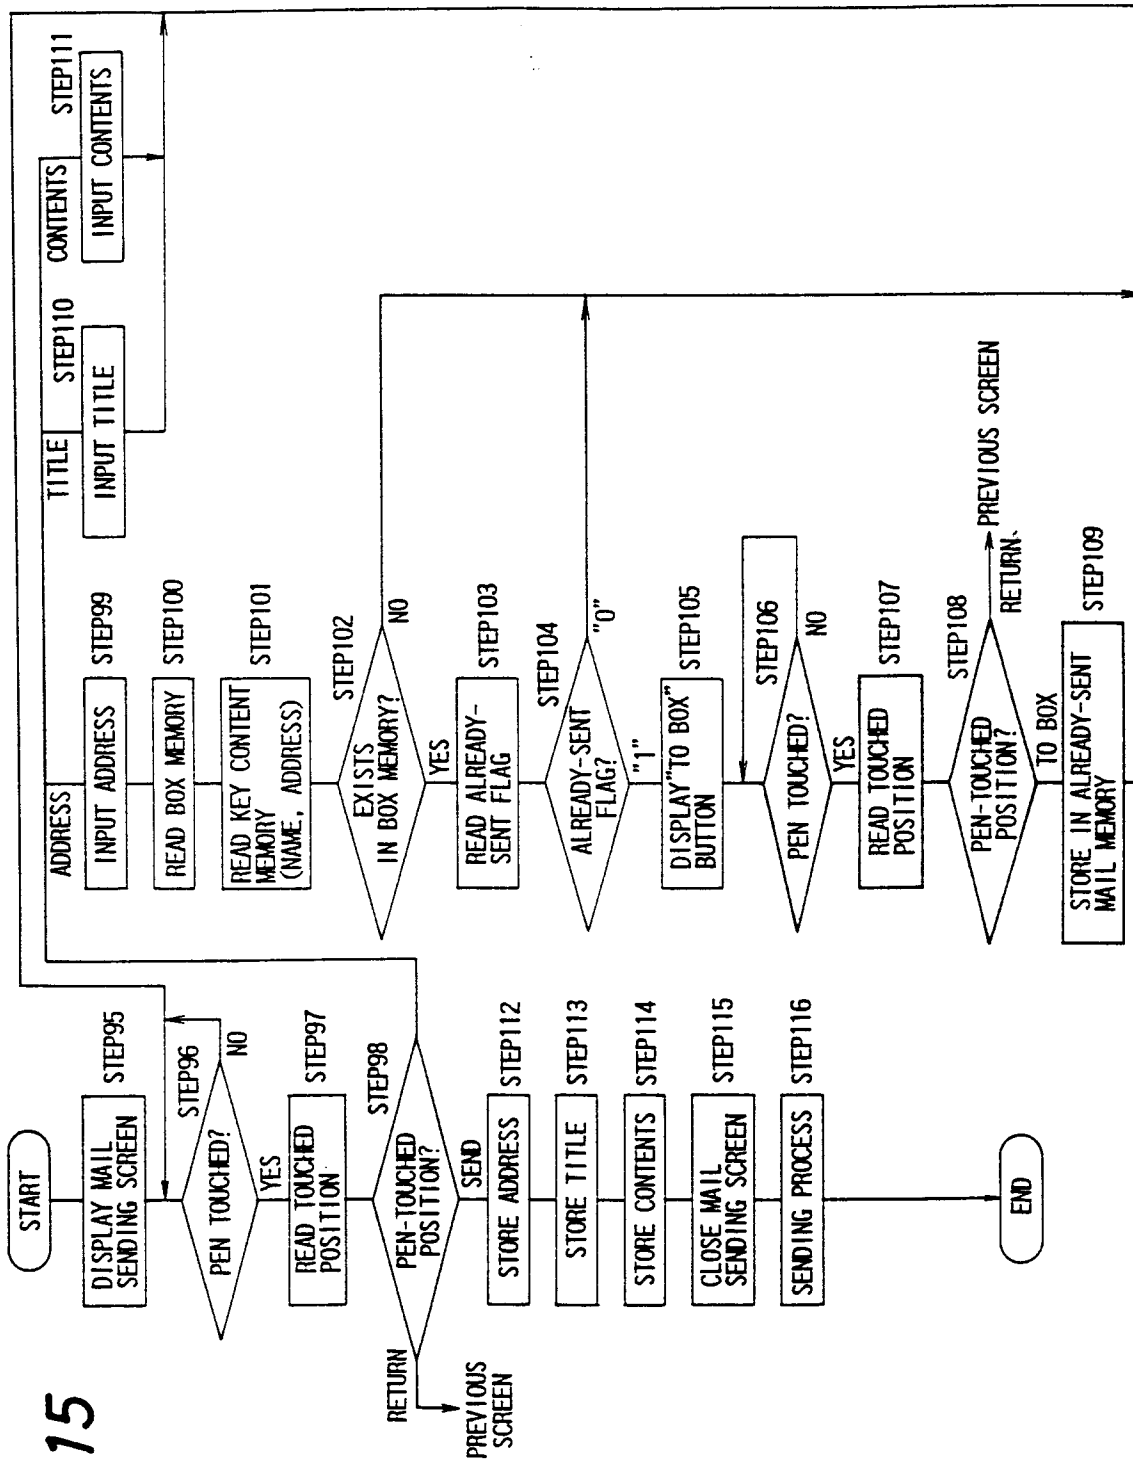 15
START
DISPLAY MAIL
SENDING SCREEN
STEP95
STEP96
PEN TOUCHED?
NO
YES
READ TOUCHED
POSITION
STEP97
STEP98
PEN-TOUCHED
POSITION?
RETURN
PREVIOUS
SCREEN
SEND
STORE ADDRESS
STEP112
STORE TITLE
STEP113
STORE CONTENTS
STEP114
CLOSE MAIL
SENDING SCREEN
STEP115
SENDING PROCESS
STEP116
END
ADDRESS
INPUT ADDRESS
STEP99
READ BOX MEMORY
STEP100
READ KEY CONTENT
MEMORY
(NAME, ADDRESS)
STEP101
STEP102
EXISTS
IN BOX MEMORY?
NO
YES
READ ALREADY-
SENT FLAG
STEP103
STEP104
ALREADY-SENT
FLAG?
"0"
"1"
DISPLAY"TO BOX"
BUTTON
STEP105
STEP106
PEN TOUCHED?
NO
YES
READ TOUCHED
POSITION
STEP107
STEP108
PEN-TOUCHED
POSITION?
RETURN
PREVIOUS SCREEN
TO BOX
STORE IN ALREADY-SENT
MAIL MEMORY
STEP109
TITLE
STEP110
INPUT TITLE
CONTENTS
STEP111
INPUT CONTENTS